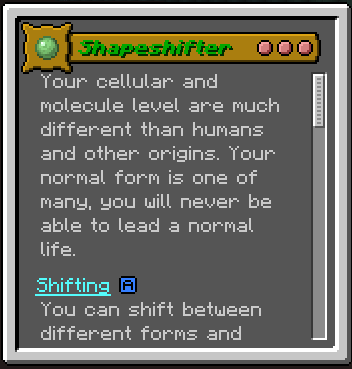 Shapeshifter
Your cellular and
molecule level are much
different than humans
and other origins. Your
normal form is one of
many, you will never be
able to lead a normal
life.
Shifting A
You can shift between
different forms and